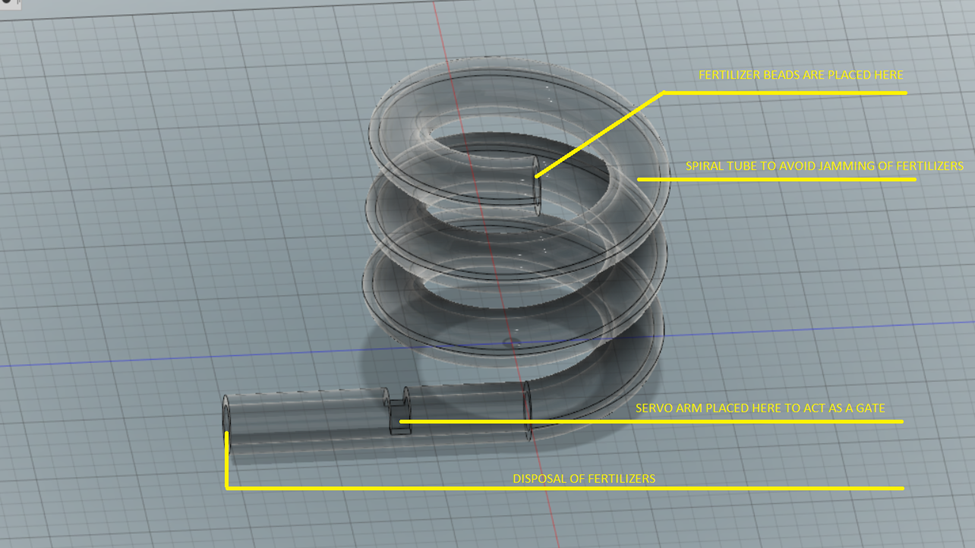 FERTILIZER BEADS ARE PLACED HERE
SPIRAL TUBE TO AVOID JAMMING OF FERTILIZERS
SERVO ARM PLACED HERE TO ACT AS A GATE
DISPOSAL OF FERTILIZERS